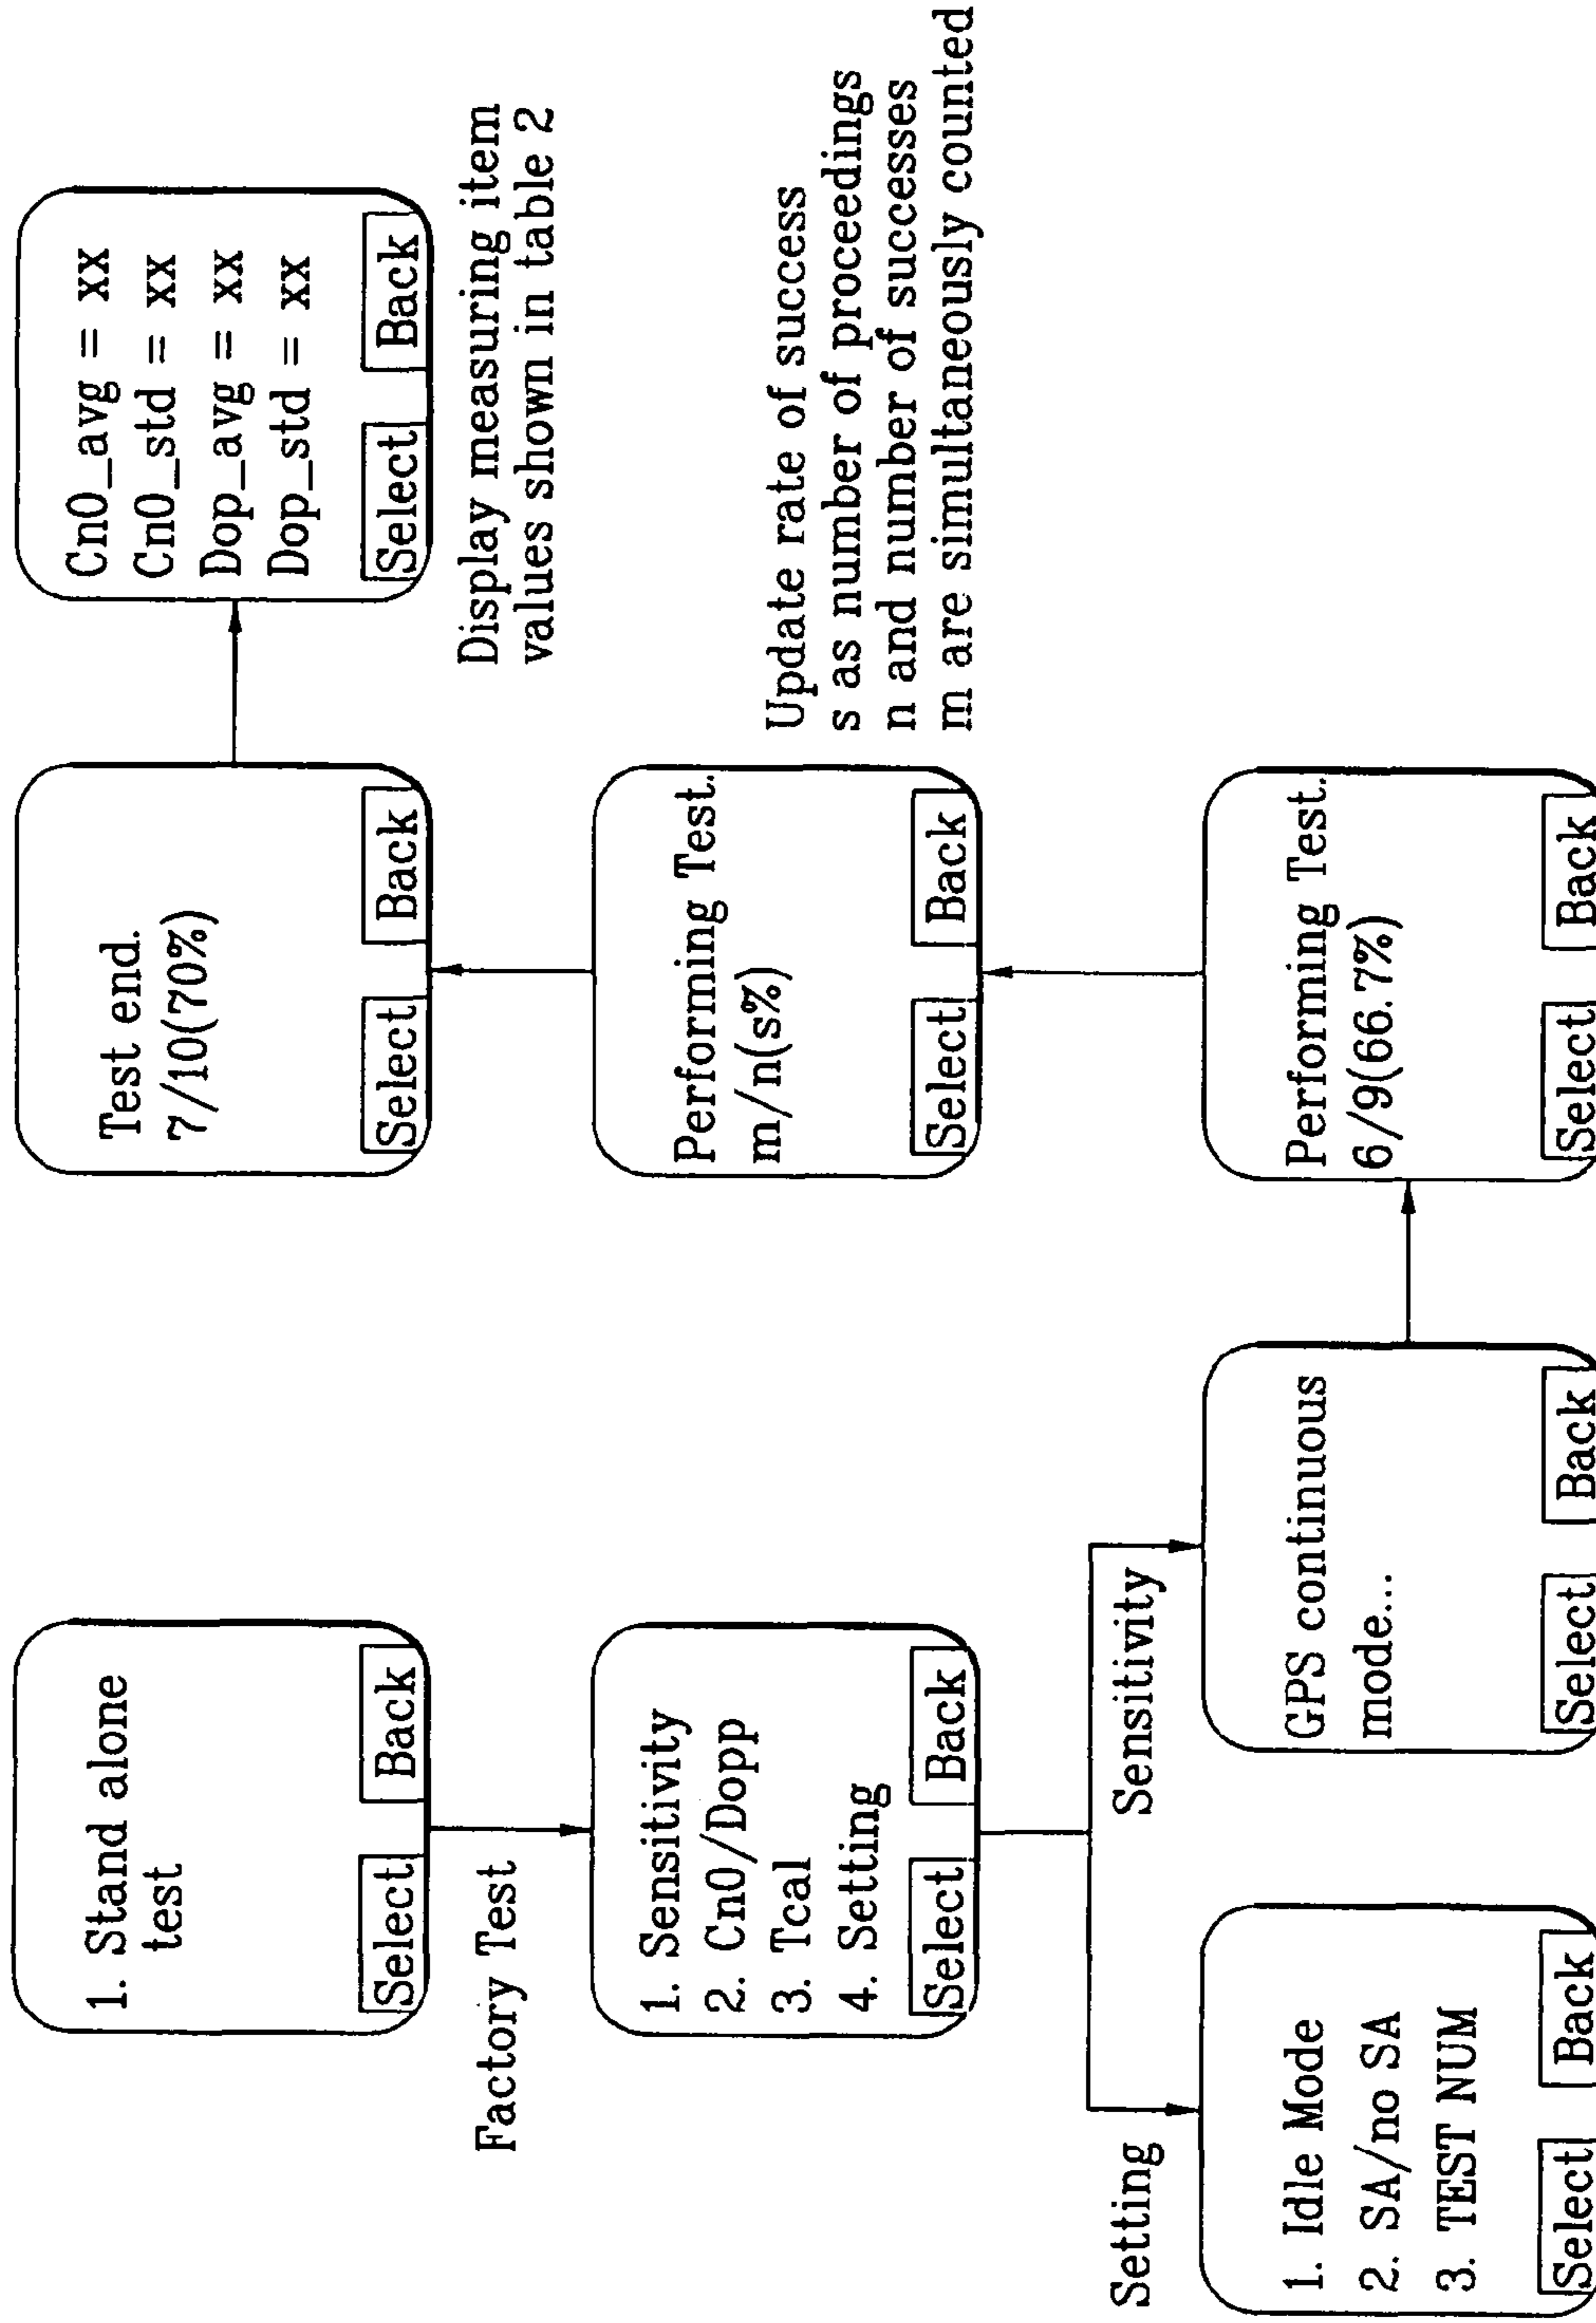 1. Stand alone
test
Select
Back
Factory Test
1. Sensitivity
2. Cn0/Dopp
3. Tcal
4. Setting
Select
Back
Setting
1. Idle Mode
2. SA/no SA
3. TEST NUM
Select
Back
Sensitivity
GPS continuous
mode...
Select
Back
Performing Test.
6/9(66.7%)
Select
Back
Performing Test.
m/n(s%)
Select
Back
Update rate of success
s as number of proceedings
n and number of successes
m are simultaneously counted
Test end.
7/10(70%)
Select
Back
Cn0_avg = xx
Cn0_std = xx
Dop_avg = xx
Dop_std = xx
Select
Back
Display measuring item
values shown in table 2